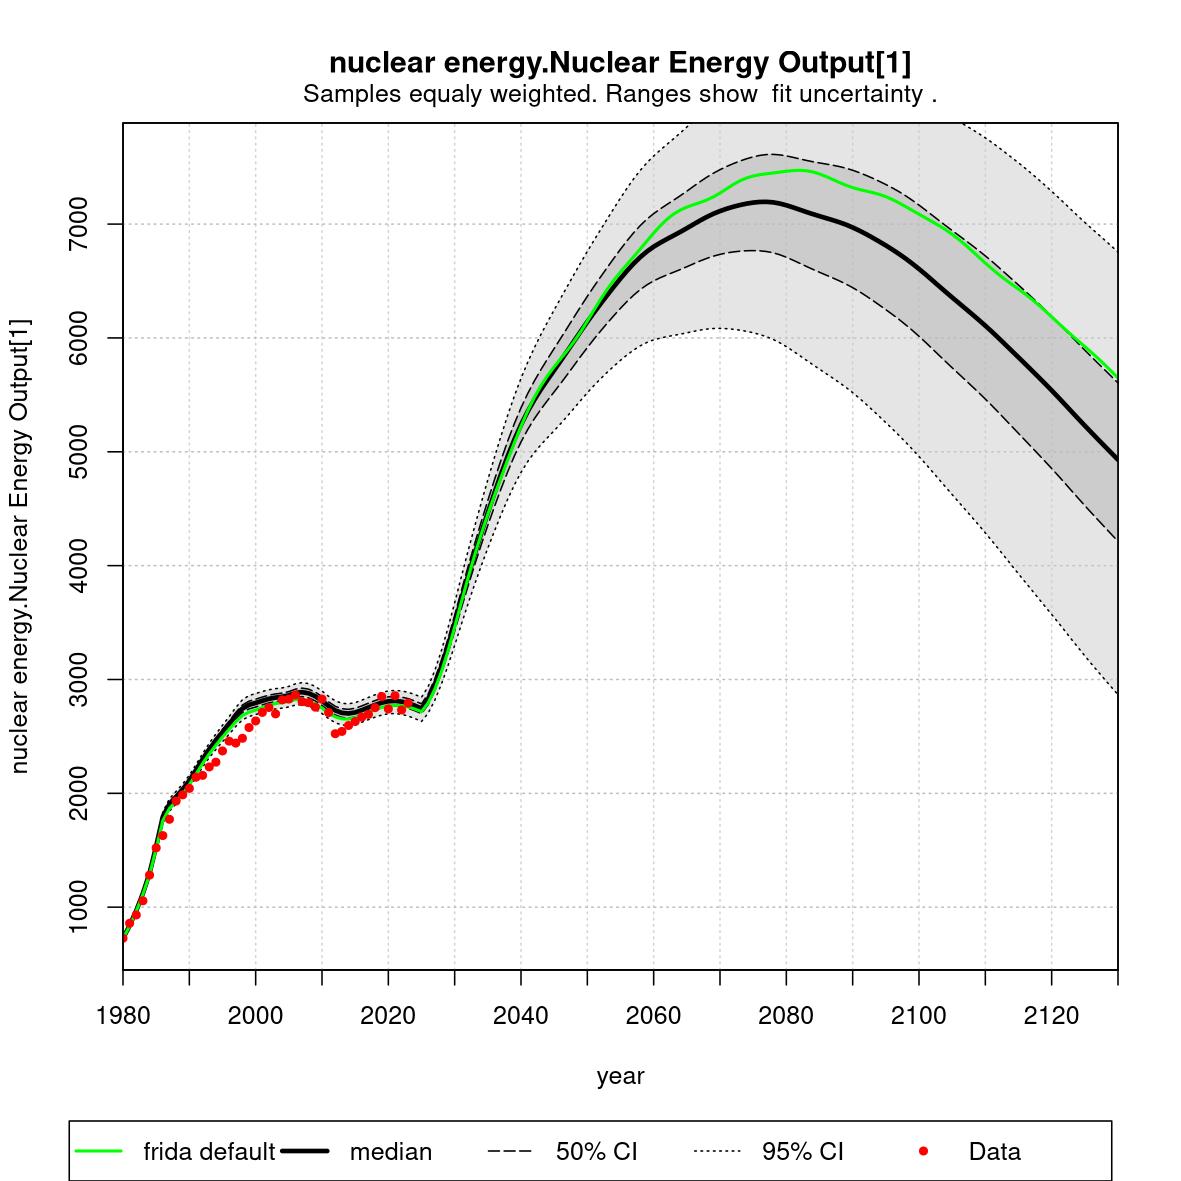 nuclear energy.Nuclear Energy Output[1]
Samples equaly weighted. Ranges show  fit uncertainty .
nuclear energy.Nuclear Energy Output[1]
7000
6000
5000
4000
3000
2000
1000
1980 2000 2020 2040 2060 2080 2100 2120
year
frida default median 50% CI 95% CI Data